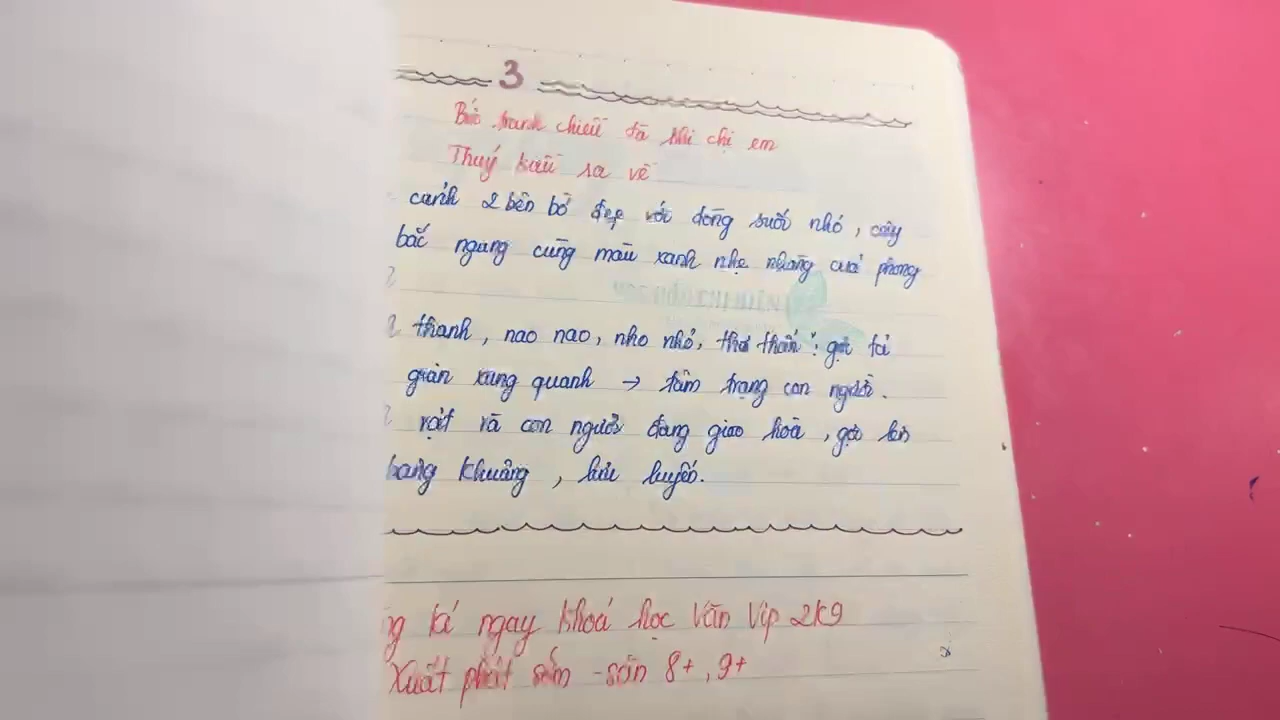 3
Bức tranh chiều tà khi chị em
Thuý Kiều ra về
cảnh 2 bên bờ đẹp với dòng suối nhỏ, cây
bắc ngang cùng màu xanh nhẹ nhàng của phong
thanh, nao nao, nho nhỏ, thơ thẩn": gợi tả
gian xung quanh → tâm trạng con người.
rạt và con người đang giao hoà, gợi lên
bâng khuâng, lưu luyến.
kí ngay khoá học Văn Vip 2K9
Xuất phát sớm - săn 8+, 9+